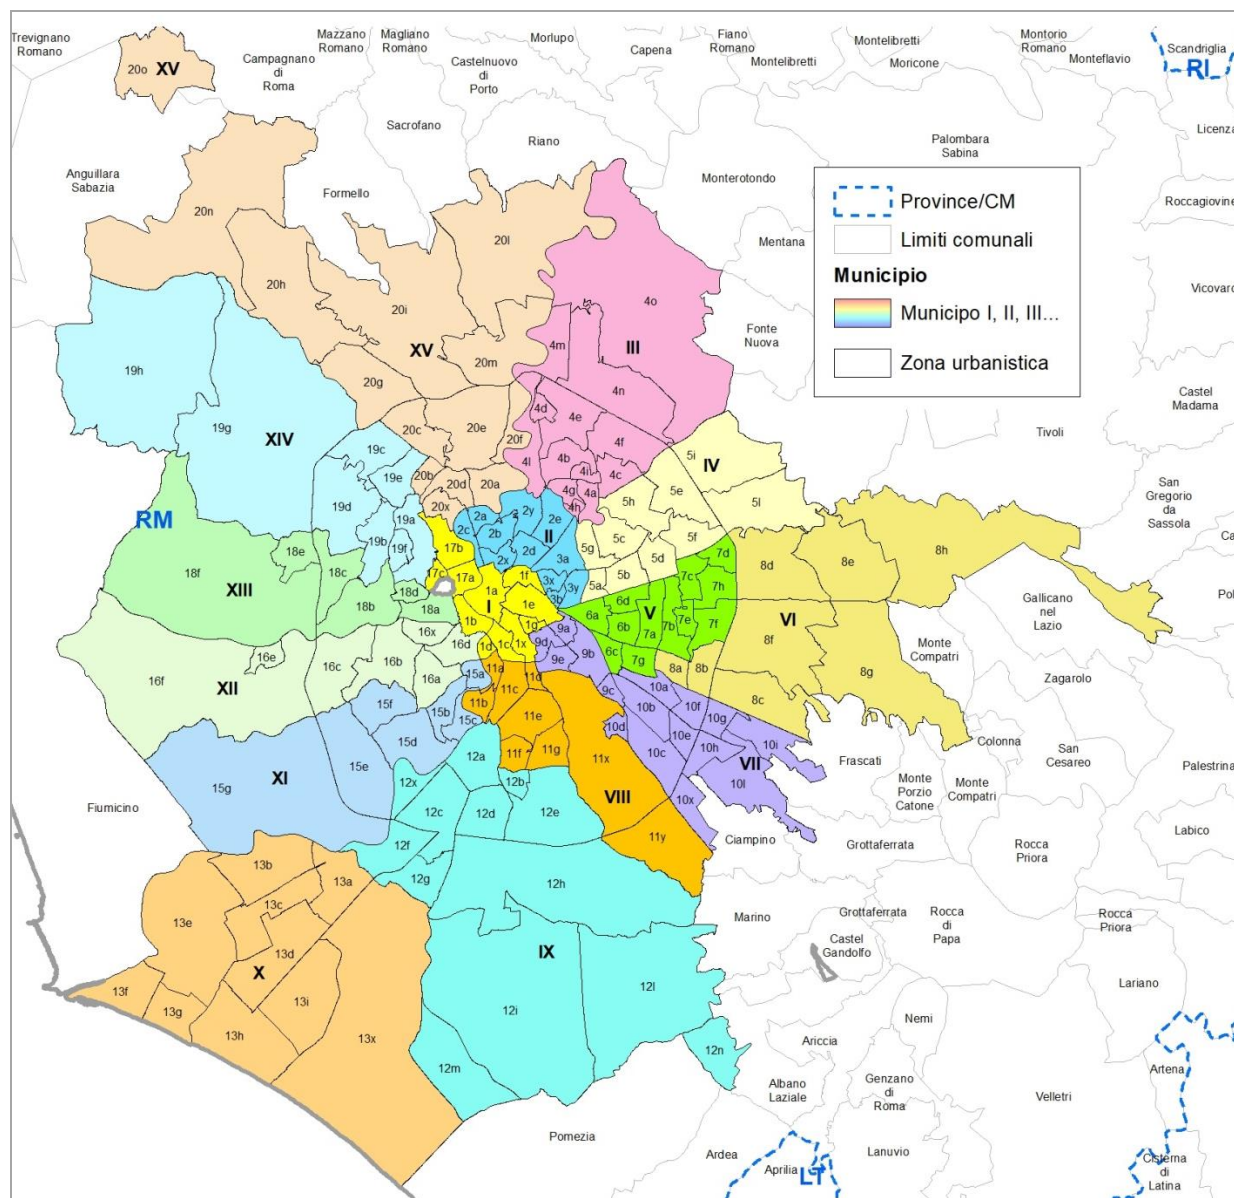 Trevignano
Romano
Mazzano
Romano
Magliano
Romano
Morlupo
Fiano
Romano
Capena
Montelibretti
Montelibretti
Moricone
Montorio
Romano
Monteflavio
Scandriglia
RI
20o
XV
Campagnano
di
Roma
Castelnuovo
di
Porto
Sacrofano
Riano
Palombara
Sabina
Licenza
Anguillara
Sabazia
Formello
Monterotondo
Mentana
Roccagiovine
Province/CM
Limiti comunali
Municipio
Municipo I, II, III...
Zona urbanistica
20n
20l
20h
20i
4o
Vicovaro
Fonte
Nuova
19h
XV
20m
4m
III
20g
4n
Castel
Madama
19g
XIV
20c
20e
20f
4d
4e
4f
Tivoli
19c
4l
4b
4i
4c
5i
IV
20b
20d
20a
19e
4g
4a
5e
5l
San
Gregorio
da
Sassola
19d
20x
4h
5h
RM
19a
2c
2a
2y
2e
II
2b
19b
19f
17b
2d
3a
5g
5c
5f
18e
2x
5d
7d
8d
8e
8h
18f
18c
17c
17a
1f
3x
3y
5a
5b
7c
XIII
18d
1a
3b
7h
18b
18a
I
1e
6a
6d
V
7e
Gallicano
nel
Lazio
1b
1g
9a
6b
7a
7b
7f
VI
16x
16d
1d
1c
1x
9d
9b
8f
Monte
Compatri
16e
16c
16b
9e
6c
7g
8a
8b
8g
16f
XII
16a
15a
11a
11d
Zagarolo
11c
9c
10a
8c
15f
15b
11b
10b
10f
10g
15c
11e
10d
10e
10i
Colonna
15d
11f
11g
10c
10h
San
Cesareo
XI
15e
12a
11x
VII
Frascati
15g
12x
12b
10l
Monte
Porzio
Catone
Monte
Compatri
Palestrina
Fiumicino
12c
12d
12e
VIII
10x
Labico
12f
11y
Ciampino
Grottaferrata
Rocca
Priora
13b
13a
12g
12h
13c
13e
Marino
Grottaferrata
Rocca
di
Papa
Rocca
Priora
13d
IX
Castel
Gandolfo
X
13f
13i
12l
Lariano
13g
12i
13h
13x
Nemi
Ariccia
12n
12m
Artena
Albano
Laziale
Genzano
di
Roma
Velletri
Pomezia
Ardea
Lanuvio
Aprilia
LT
Cisterna
di
Latina